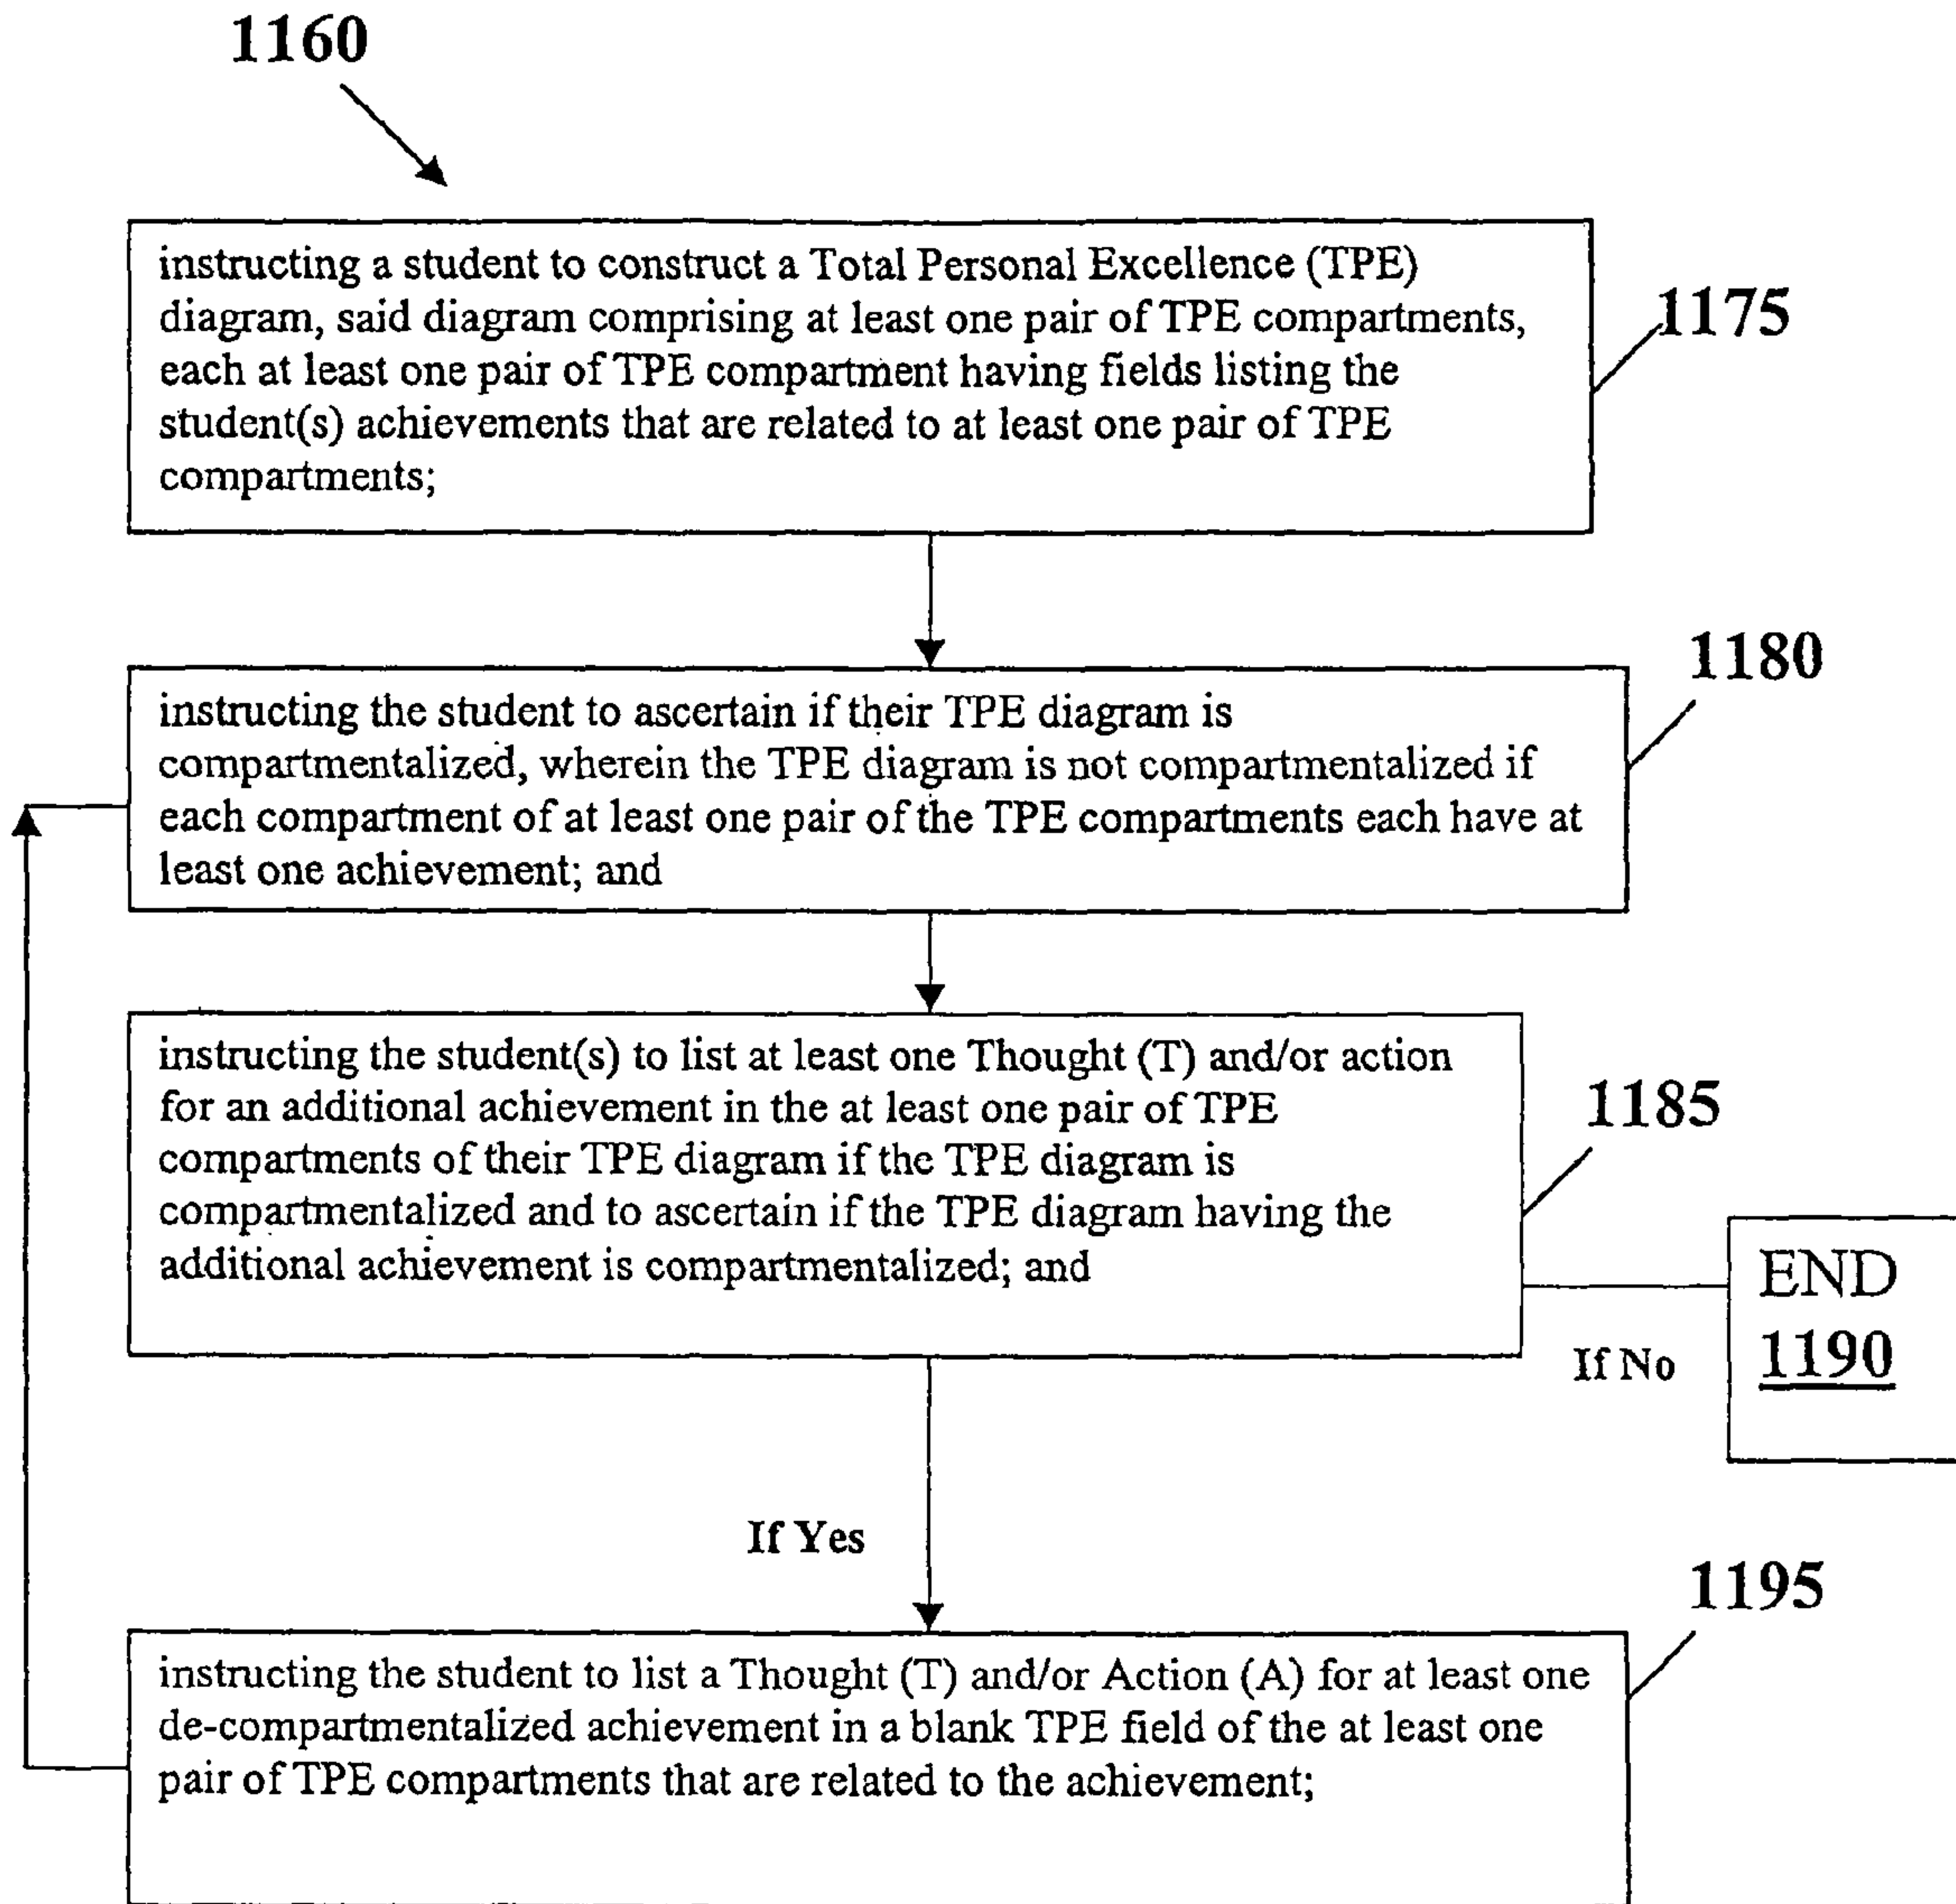 1160
instructing a student to construct a Total Personal Excellence (TPE)
diagram, said diagram comprising at least one pair of TPE compartments,
each at least one pair of TPE compartment having fields listing the
student(s) achievements that are related to at least one pair of TPE
compartments;
1175
instructing the student to ascertain if their TPE diagram is
compartmentalized, wherein the TPE diagram is not compartmentalized if
each compartment of at least one pair of the TPE compartments each have at
least one achievement; and
1180
instructing the student(s) to list at least one Thought (T) and/or action
for an additional achievement in the at least one pair of TPE
compartments of their TPE diagram if the TPE diagram is
compartmentalized and to ascertain if the TPE diagram having the
additional achievement is compartmentalized; and
1185
END
1190
If No
If Yes
1195
instructing the student to list a Thought (T) and/or Action (A) for at least one
de-compartmentalized achievement in a blank TPE field of the at least one
pair of TPE compartments that are related to the achievement;